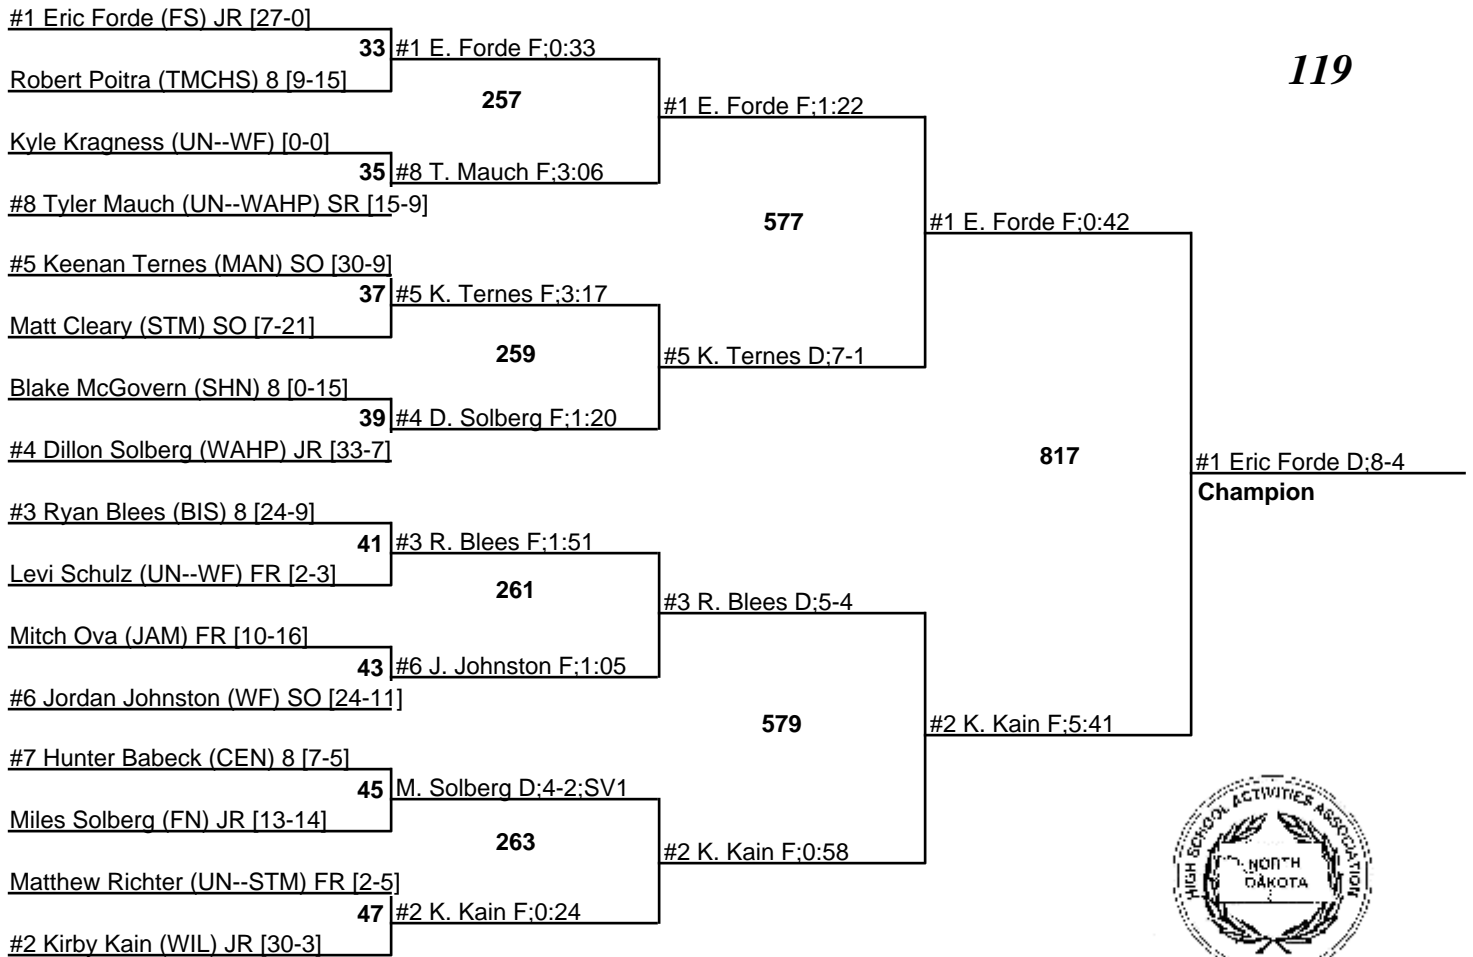 #1 Eric Forde (FS) JR [27-0]
33
#1 E. Forde F;0:33
Robert Poitra (TMCHS) 8 [9-15]
119
257
#1 E. Forde F;1:22
Kyle Kragness (UN--WF) [0-0]
35
#8 T. Mauch F;3:06
#8 Tyler Mauch (UN--WAHP) SR [15-9]
577
#1 E. Forde F;0:42
#5 Keenan Ternes (MAN) SO [30-9]
37
#5 K. Ternes F;3:17
Matt Cleary (STM) SO [7-21]
259
#5 K. Ternes D;7-1
Blake McGovern (SHN) 8 [0-15]
39
#4 D. Solberg F;1:20
#4 Dillon Solberg (WAHP) JR [33-7]
817
#1 Eric Forde D;8-4
Champion
#3 Ryan Blees (BIS) 8 [24-9]
41
#3 R. Blees F;1:51
Levi Schulz (UN--WF) FR [2-3]
261
#3 R. Blees D;5-4
Mitch Ova (JAM) FR [10-16]
43
#6 J. Johnston F;1:05
#6 Jordan Johnston (WF) SO [24-11]
579
#2 K. Kain F;5:41
#7 Hunter Babeck (CEN) 8 [7-5]
45
M. Solberg D;4-2;SV1
Miles Solberg (FN) JR [13-14]
263
#2 K. Kain F;0:58
Matthew Richter (UN--STM) FR [2-5]
47
#2 K. Kain F;0:24
#2 Kirby Kain (WIL) JR [30-3]
HIGH SCHOOL ACTIVITIES ASSOCIATION
NORTH
DAKOTA